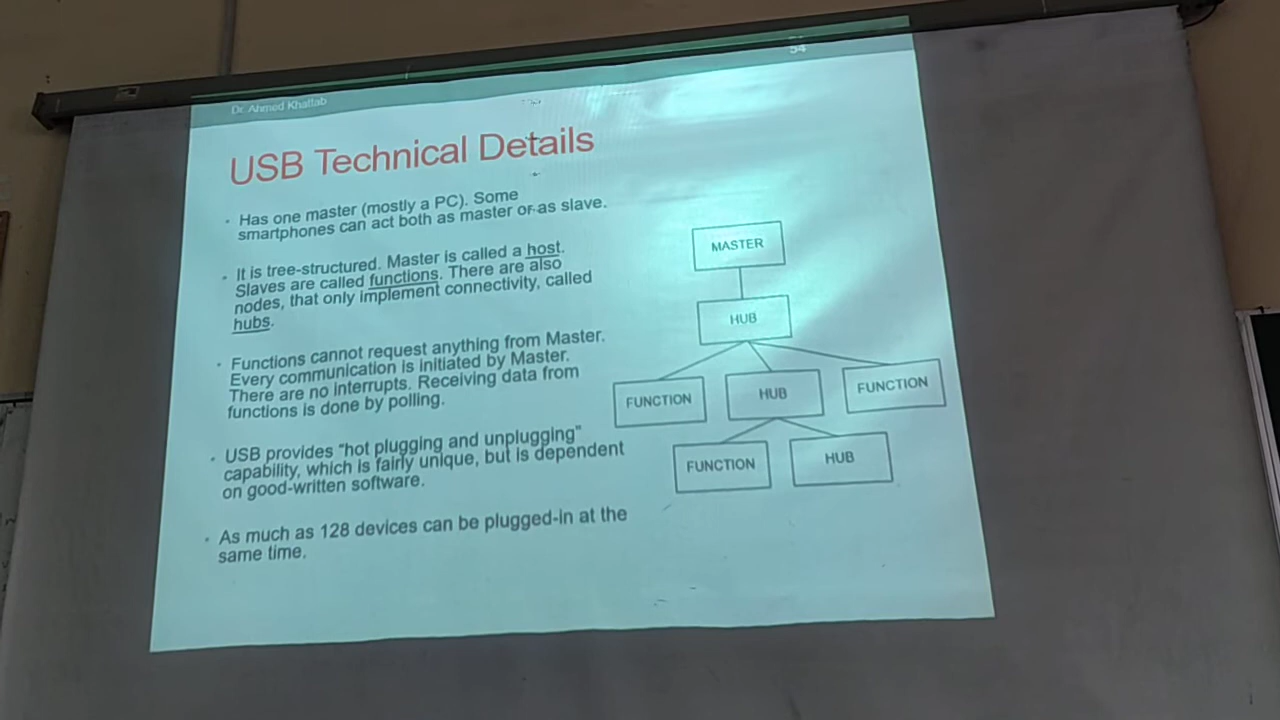 Dr. Ahmed Khattab
54
USB Technical Details
· Has one master (mostly a PC). Some
smartphones can act both as master or as slave.
· It is tree-structured. Master is called a host.
Slaves are called functions. There are also
nodes, that only implement connectivity, called
hubs.
· Functions cannot request anything from Master.
Every communication is initiated by Master.
There are no interrupts. Receiving data from
functions is done by polling.
· USB provides “hot plugging and unplugging”
capability, which is fairly unique, but is dependent
on good-written software.
· As much as 128 devices can be plugged-in at the
same time.
MASTER
HUB
FUNCTION
HUB
FUNCTION
FUNCTION
HUB